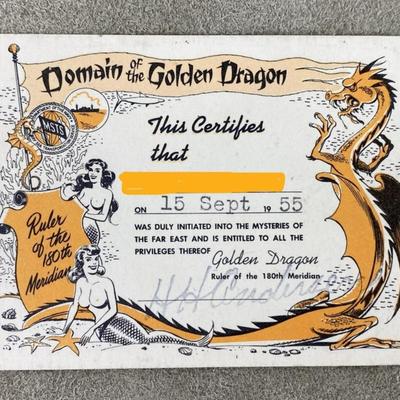 Domain of the Golden Dragon
MSTS
This Certifies
that
ON 15 Sept 1955
WAS DULY INITIATED INTO THE MYSTERIES OF
THE FAR EAST AND IS ENTITLED TO ALL THE
PRIVILEGES THEREOF
Golden Dragon
Ruler of the 180th Meridian
H H Anderson
Ruler
of the
180th
Meridian